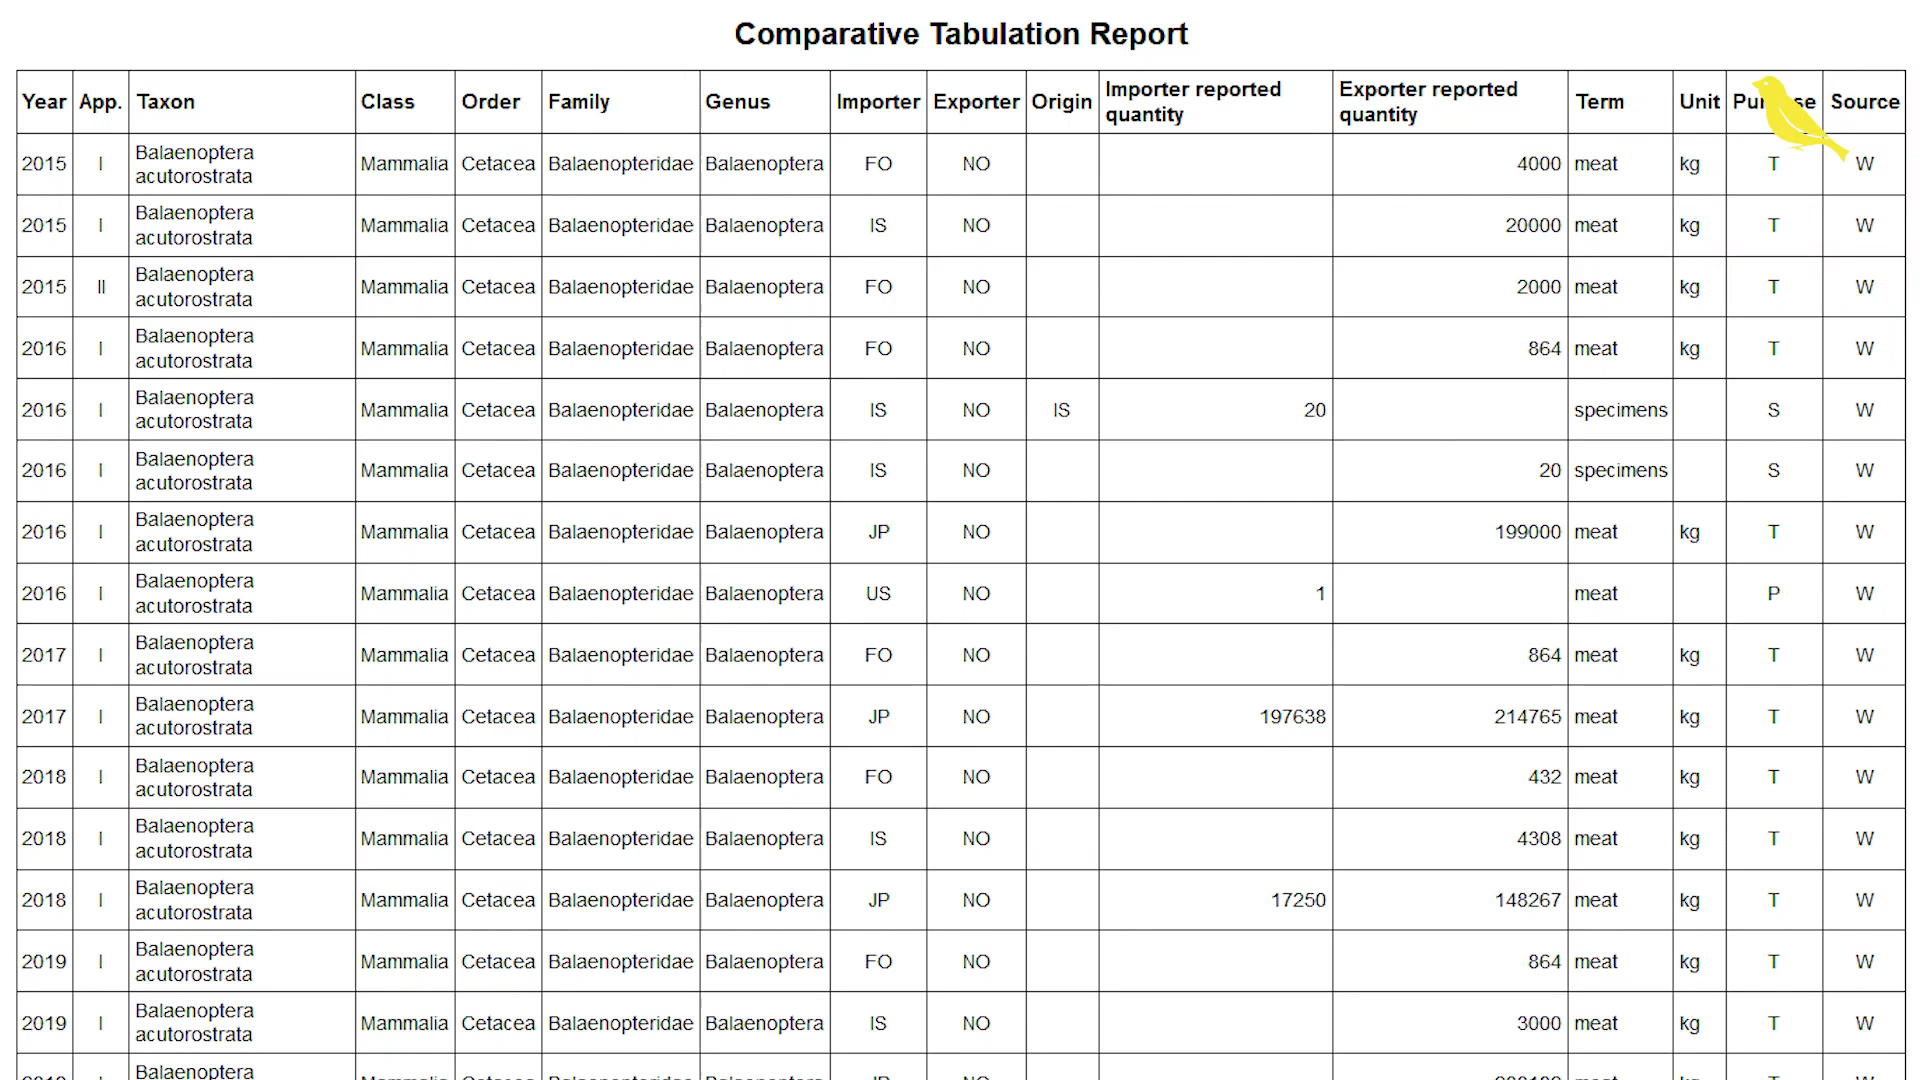 Comparative Tabulation Report
Year App. Taxon Class Order Family Genus Importer Exporter Origin Importer reported quantity Exporter reported quantity Term Unit Source
2015 I Balaenoptera acutorostrata Mammalia Cetacea Balaenopteridae Balaenoptera FO NO 4000 meat kg T W
2015 I Balaenoptera acutorostrata Mammalia Cetacea Balaenopteridae Balaenoptera IS NO 20000 meat kg T W
2015 II Balaenoptera acutorostrata Mammalia Cetacea Balaenopteridae Balaenoptera FO NO 2000 meat kg T W
2016 I Balaenoptera acutorostrata Mammalia Cetacea Balaenopteridae Balaenoptera FO NO 864 meat kg T W
2016 I Balaenoptera acutorostrata Mammalia Cetacea Balaenopteridae Balaenoptera IS NO IS 20 specimens S W
2016 I Balaenoptera acutorostrata Mammalia Cetacea Balaenopteridae Balaenoptera IS NO 20 specimens S W
2016 I Balaenoptera acutorostrata Mammalia Cetacea Balaenopteridae Balaenoptera JP NO 199000 meat kg T W
2016 I Balaenoptera acutorostrata Mammalia Cetacea Balaenopteridae Balaenoptera US NO 1 meat P W
2017 I Balaenoptera acutorostrata Mammalia Cetacea Balaenopteridae Balaenoptera FO NO 864 meat kg T W
2017 I Balaenoptera acutorostrata Mammalia Cetacea Balaenopteridae Balaenoptera JP NO 197638 214765 meat kg T W
2018 I Balaenoptera acutorostrata Mammalia Cetacea Balaenopteridae Balaenoptera FO NO 432 meat kg T W
2018 I Balaenoptera acutorostrata Mammalia Cetacea Balaenopteridae Balaenoptera IS NO 4308 meat kg T W
2018 I Balaenoptera acutorostrata Mammalia Cetacea Balaenopteridae Balaenoptera JP NO 17250 148267 meat kg T W
2019 I Balaenoptera acutorostrata Mammalia Cetacea Balaenopteridae Balaenoptera FO NO 864 meat kg T W
2019 I Balaenoptera acutorostrata Mammalia Cetacea Balaenopteridae Balaenoptera IS NO 3000 meat kg T W
Balaenoptera